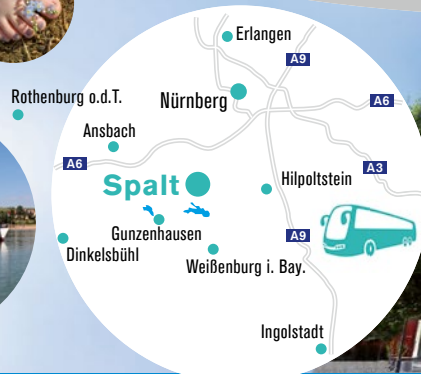 Erlangen
A9
Rothenburg o.d.T.
Nürnberg
A6
Ansbach
A6
A3
Spalt
Hilpoltstein
Gunzenhausen
A9
Dinkelsbühl
Weißenburg i. Bay.
Ingolstadt